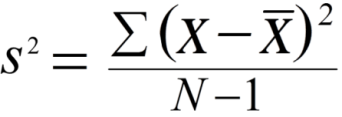 s² = ∑(X − X̅)² / N − 1